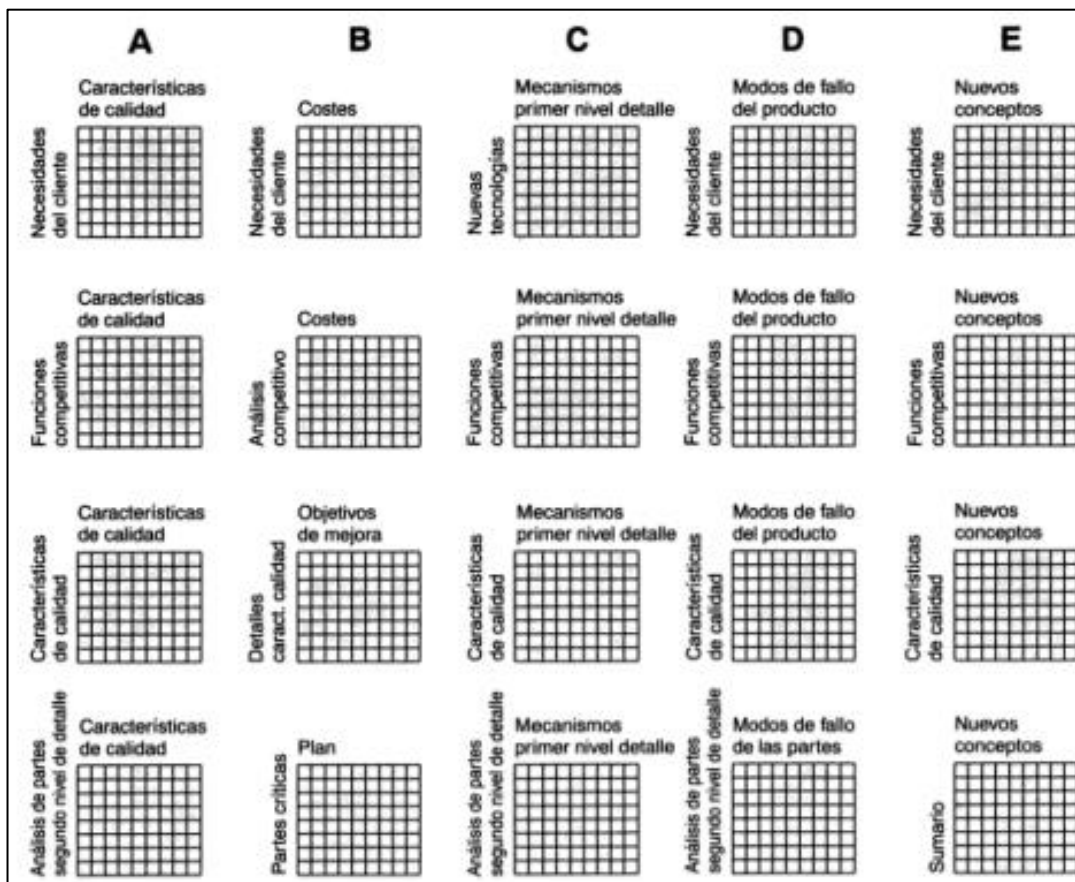 A
B
C
D
E
Características
de calidad
Necesidades
del cliente
Costes
Necesidades
del cliente
Mecanismos
primer nivel detalle
Nuevas
tecnologías
Modos de fallo
del producto
Necesidades
del cliente
Nuevos
conceptos
Necesidades
del cliente
Características
de calidad
Funciones
competitivas
Costes
Análisis
competitivo
Mecanismos
primer nivel detalle
Funciones
competitivas
Modos de fallo
del producto
Funciones
competitivas
Nuevos
conceptos
Funciones
competitivas
Características
de calidad
Características
de calidad
Objetivos
de mejora
Detalles
caract. calidad
Mecanismos
primer nivel detalle
Características
de calidad
Modos de fallo
del producto
Características
de calidad
Nuevos
conceptos
Características
de calidad
Características
de calidad
Análisis de partes
segundo nivel de detalle
Plan
Partes críticas
Mecanismos
primer nivel detalle
Análisis de partes
segundo nivel de detalle
Modos de fallo
de las partes
Análisis de partes
segundo nivel de detalle
Nuevos
conceptos
Sumario